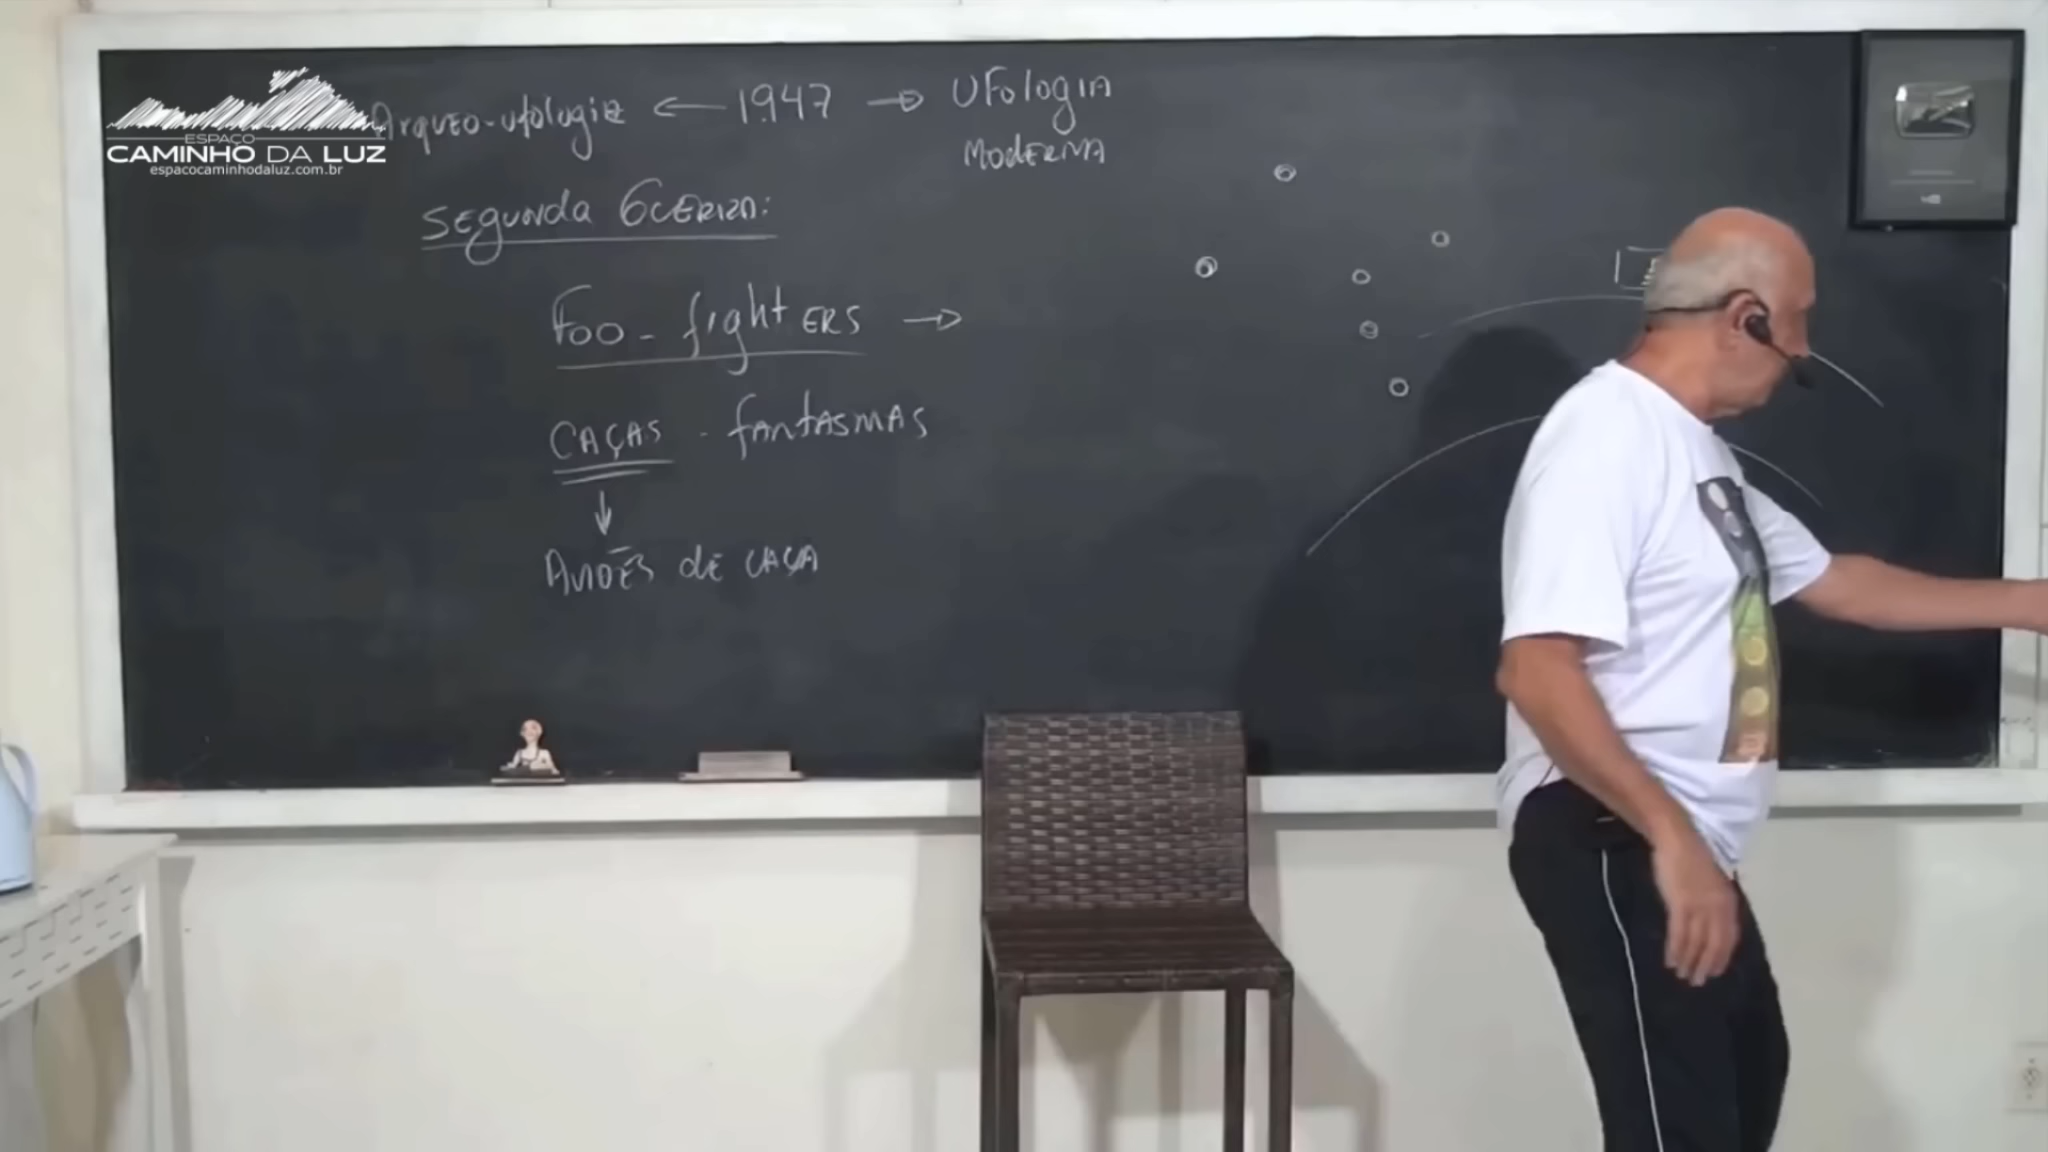 Arqueo-ufologia ← 1947 → UFologIA
MOdERNA
ESPAÇO
CAMINHO DA LUZ
espacocaminhodaluz.com.br
SEgUNda GUERRA:
Foo-fightERS →
CAÇAS - fANtASMAS
↓
AVIÕES dE CAÇA